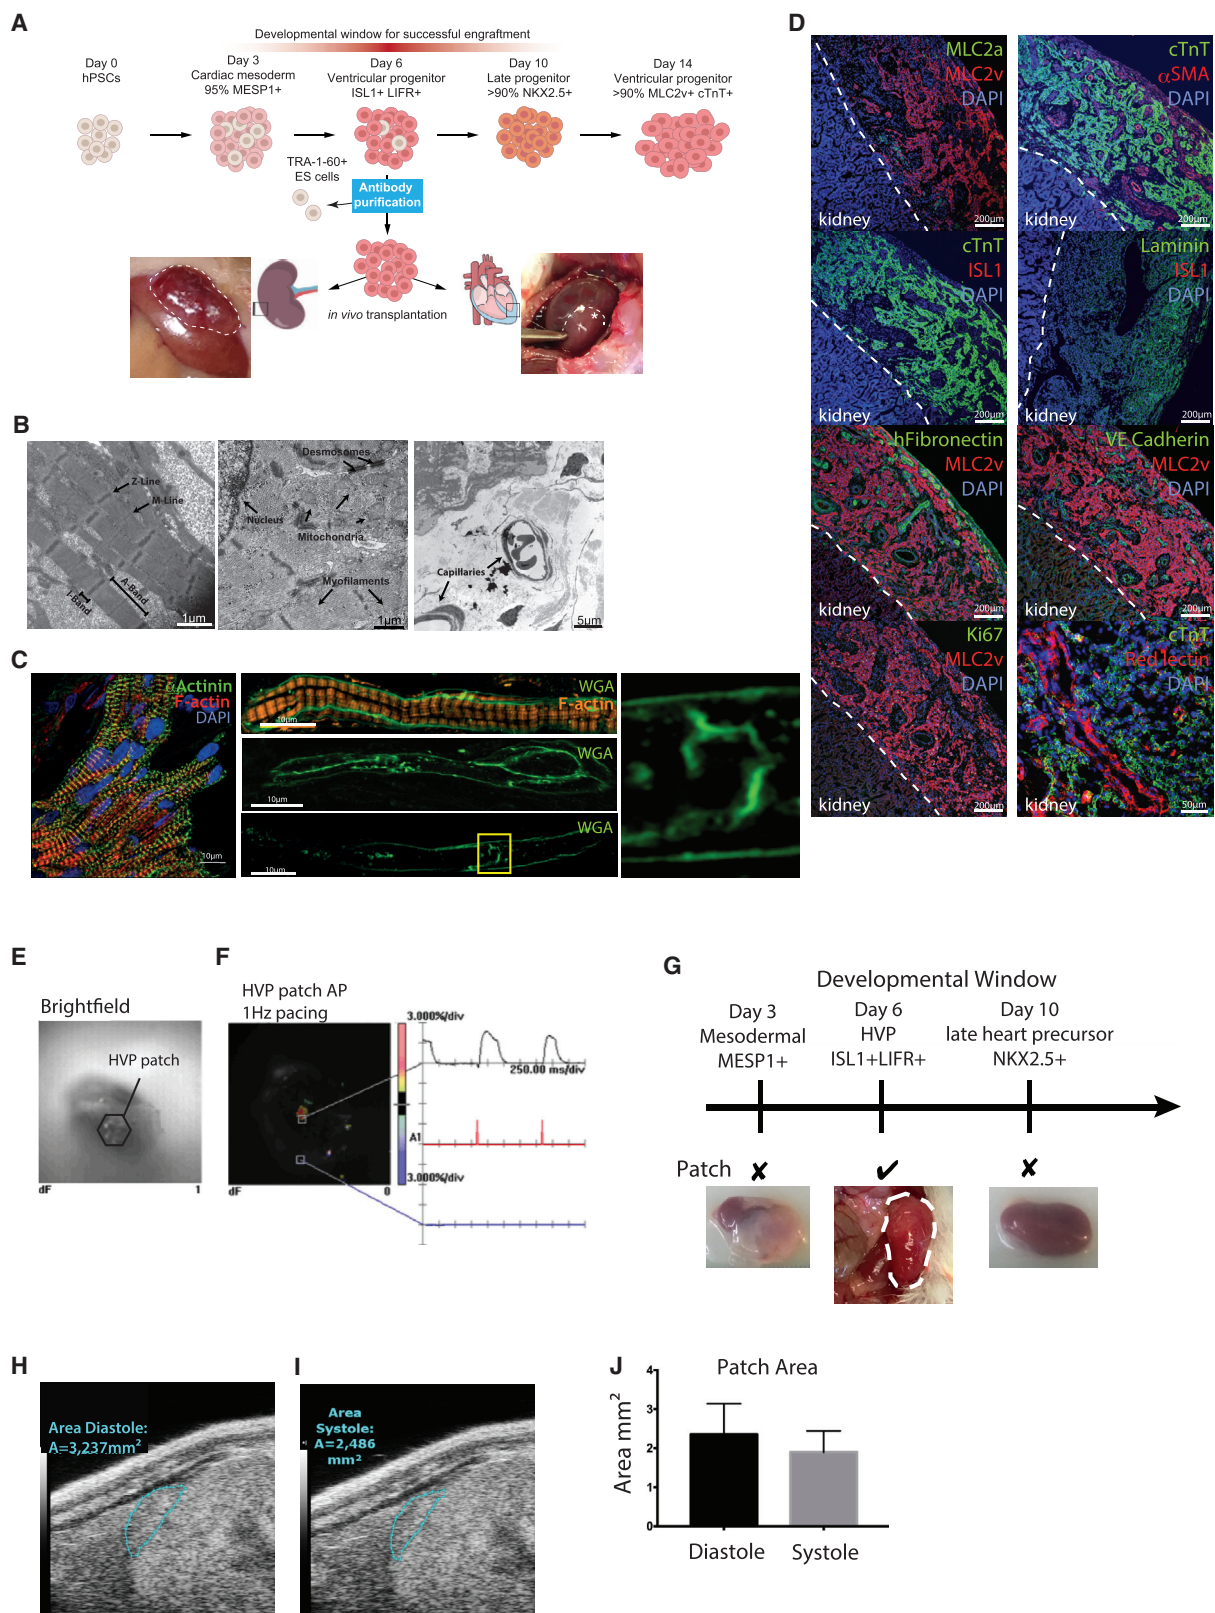 A
Developmental window for successful engraftment
Day 0
hPSCs
Day 3
Cardiac mesoderm
95% MESP1+
Day 6
Ventricular progenitor
ISL1+ LIFR+
Day 10
Late progenitor
>90% NKX2.5+
Day 14
Ventricular progenitor
>90% MLC2v+ cTnT+
TRA-1-60+
ES cells
Antibody
purification
in vivo transplantation
B
Z-Line
M-Line
A-Band
I-Band
1µm
Desmosomes
Nucleus
Mitochondria
Myofilaments
1µm
Capillaries
5µm
C
αActinin
F-actin
DAPI
10µm
WGA
F-actin
10µm
WGA
10µm
WGA
10µm
D
MLC2a
MLC2v
DAPI
kidney
200µm
cTnT
αSMA
DAPI
kidney
200µm
cTnT
ISL1
DAPI
kidney
200µm
Laminin
ISL1
DAPI
kidney
200µm
hFibronectin
MLC2v
DAPI
kidney
200µm
VE Cadherin
MLC2v
DAPI
kidney
200µm
Ki67
MLC2v
DAPI
kidney
200µm
cTnT
Red lectin
DAPI
kidney
50µm
E
Brightfield
HVP patch
dF 1
F
HVP patch AP
1Hz pacing
3.000%/div
250.00 ms/div
A1
3.000%/div
dF 0
G
Developmental Window
Day 3
Mesodermal
MESP1+
Day 6
HVP
ISL1+LIFR+
Day 10
late heart precursor
NKX2.5+
Patch ✘ ✔ ✘
H
Area Diastole:
A=3,237mm²
I
Area
Systole:
A=2,486
mm²
J
Patch Area
Area mm²
4
3
2
1
0
Diastole Systole